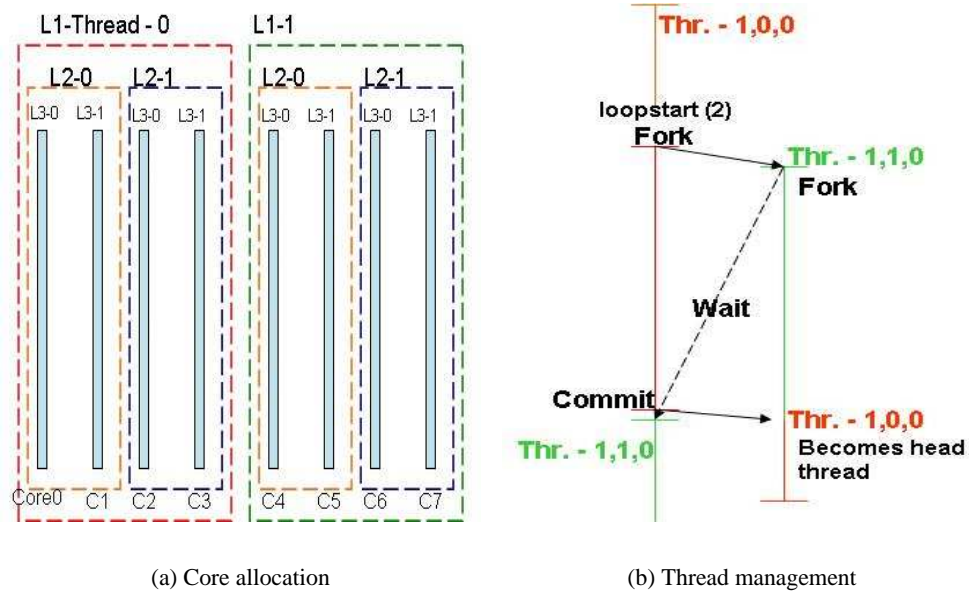 L1-Thread - 0
L1-1
L2-0
L2-1
L2-0
L2-1
L3-0
L3-1
L3-0
L3-1
L3-0
L3-1
L3-0
L3-1
Core0
C1
C2
C3
C4
C5
C6
C7
(a) Core allocation
Thr. - 1,0,0
loopstart (2)
Fork
Thr. - 1,1,0
Fork
Wait
Commit
Thr. - 1,0,0
Thr. - 1,1,0
Becomes head
thread
(b) Thread management